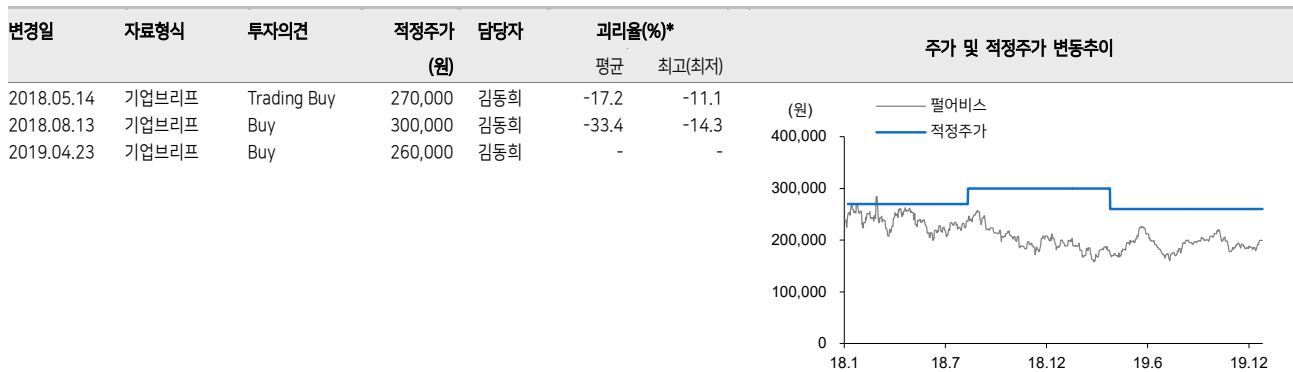 변경일 자료형식 투자의견 적정주가 담당자 괴리율(%)* 주가 및 적정주가 변동추이
(원) 평균 최고(최저)
2018.05.14 기업브리프 Trading Buy 270,000 김동희 -17.2 -11.1
2018.08.13 기업브리프 Buy 300,000 김동희 -33.4 -14.3
2019.04.23 기업브리프 Buy 260,000 김동희 - -
(원)
펄어비스
적정주가
400,000
300,000
200,000
100,000
0
18.1 18.7 18.12 19.6 19.12